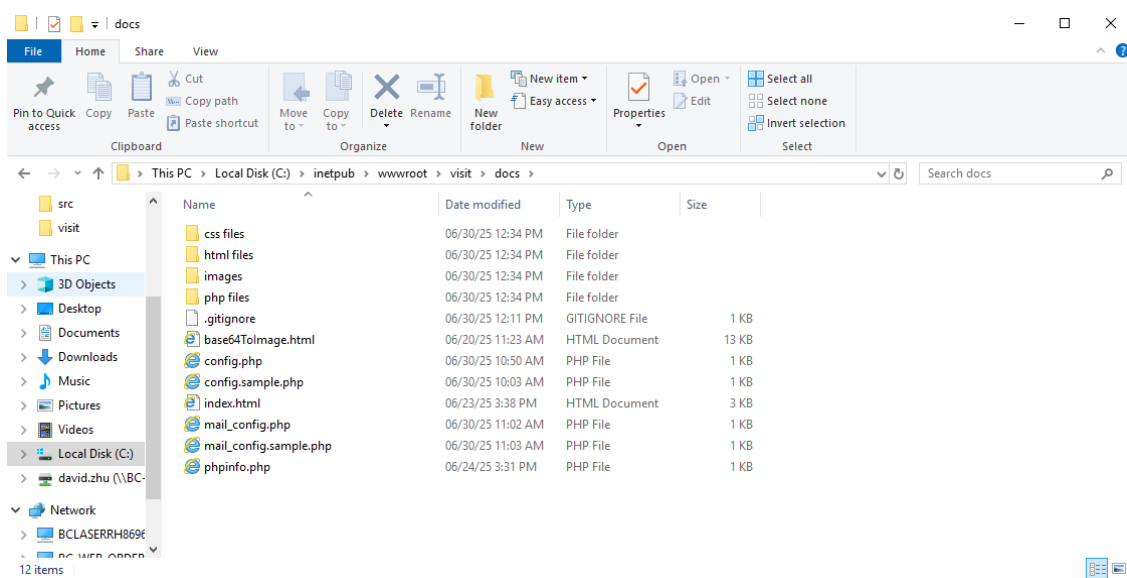 docs
File Home Share View
Pin to Quick access
Copy
Paste
Cut
Copy path
Paste shortcut
Clipboard
Move to
Copy to
Delete
Rename
Organize
New folder
New item
Easy access
New
Properties
Open
Edit
Open
Select all
Select none
Invert selection
Select
This PC > Local Disk (C:) > inetpub > wwwroot > visit > docs >
Search docs
src
visit
This PC
3D Objects
Desktop
Documents
Downloads
Music
Pictures
Videos
Local Disk (C:)
david.zhu (\\BC-
Network
BCLASERRH8696
BC-WEB-ORDER
Name Date modified Type Size
css files 06/30/25 12:34 PM File folder
html files 06/30/25 12:34 PM File folder
images 06/30/25 12:34 PM File folder
php files 06/30/25 12:34 PM File folder
.gitignore 06/30/25 12:11 PM GITIGNORE File 1 KB
base64ToImage.html 06/20/25 11:23 AM HTML Document 13 KB
config.php 06/30/25 10:50 AM PHP File 1 KB
config.sample.php 06/30/25 10:03 AM PHP File 1 KB
index.html 06/23/25 3:38 PM HTML Document 3 KB
mail_config.php 06/30/25 11:02 AM PHP File 1 KB
mail_config.sample.php 06/30/25 11:03 AM PHP File 1 KB
phpinfo.php 06/24/25 3:31 PM PHP File 1 KB
12 items